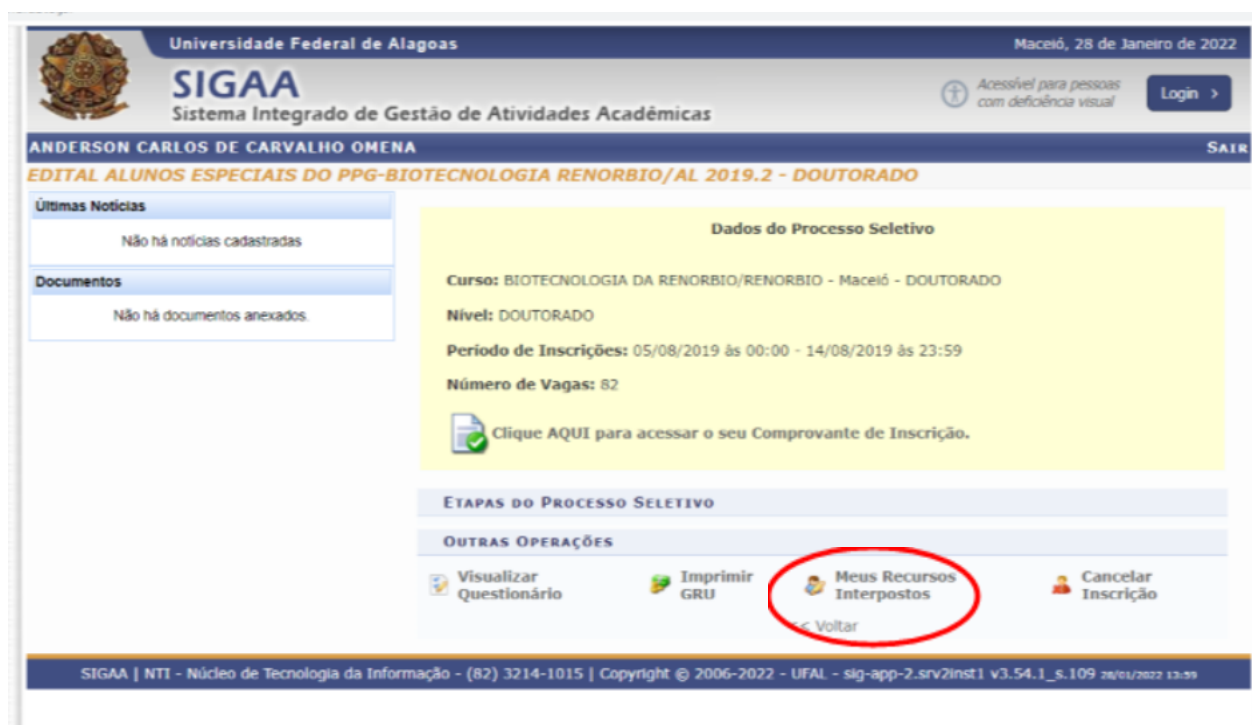 Universidade Federal de Alagoas
Maceió, 28 de Janeiro de 2022
SIGAA
Sistema Integrado de Gestão de Atividades Acadêmicas
Acessível para pessoas
com deficiência visual
Login >
ANDERSON CARLOS DE CARVALHO OMENA
SAIR
EDITAL ALUNOS ESPECIAIS DO PPG-BIOTECNOLOGIA RENORBIO/AL 2019.2 - DOUTORADO
Últimas Notícias
Não há notícias cadastradas
Documentos
Não há documentos anexados.
Dados do Processo Seletivo
Curso: BIOTECNOLOGIA DA RENORBIO/RENORBIO - Maceió - DOUTORADO
Nível: DOUTORADO
Período de Inscrições: 05/08/2019 às 00:00 - 14/08/2019 às 23:59
Número de Vagas: 82
Clique AQUI para acessar o seu Comprovante de Inscrição.
ETAPAS DO PROCESSO SELETIVO
OUTRAS OPERAÇÕES
Visualizar
Questionário
Imprimir
GRU
Meus Recursos
Interpostos
Cancelar
Inscrição
<< Voltar
SIGAA | NTI - Núcleo de Tecnologia da Informação - (82) 3214-1015 | Copyright © 2006-2022 - UFAL - sig-app-2.srv2inst1 v3.54.1_s.109 28/01/2022 13:59